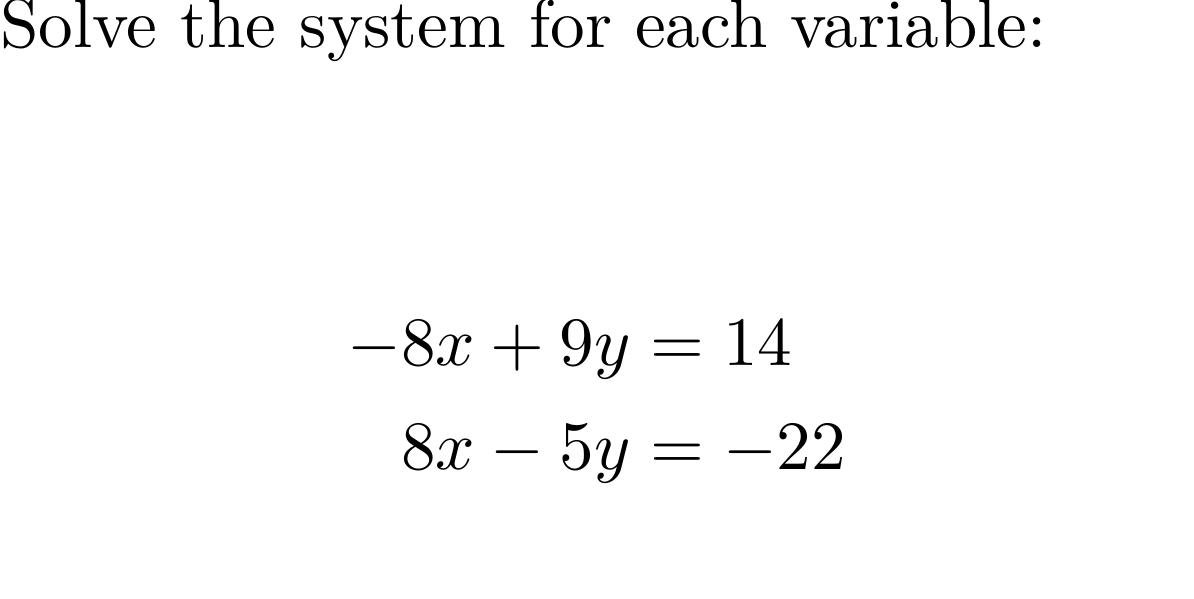 Solve the system for each variable:
−8x + 9y = 14
8x − 5y = −22